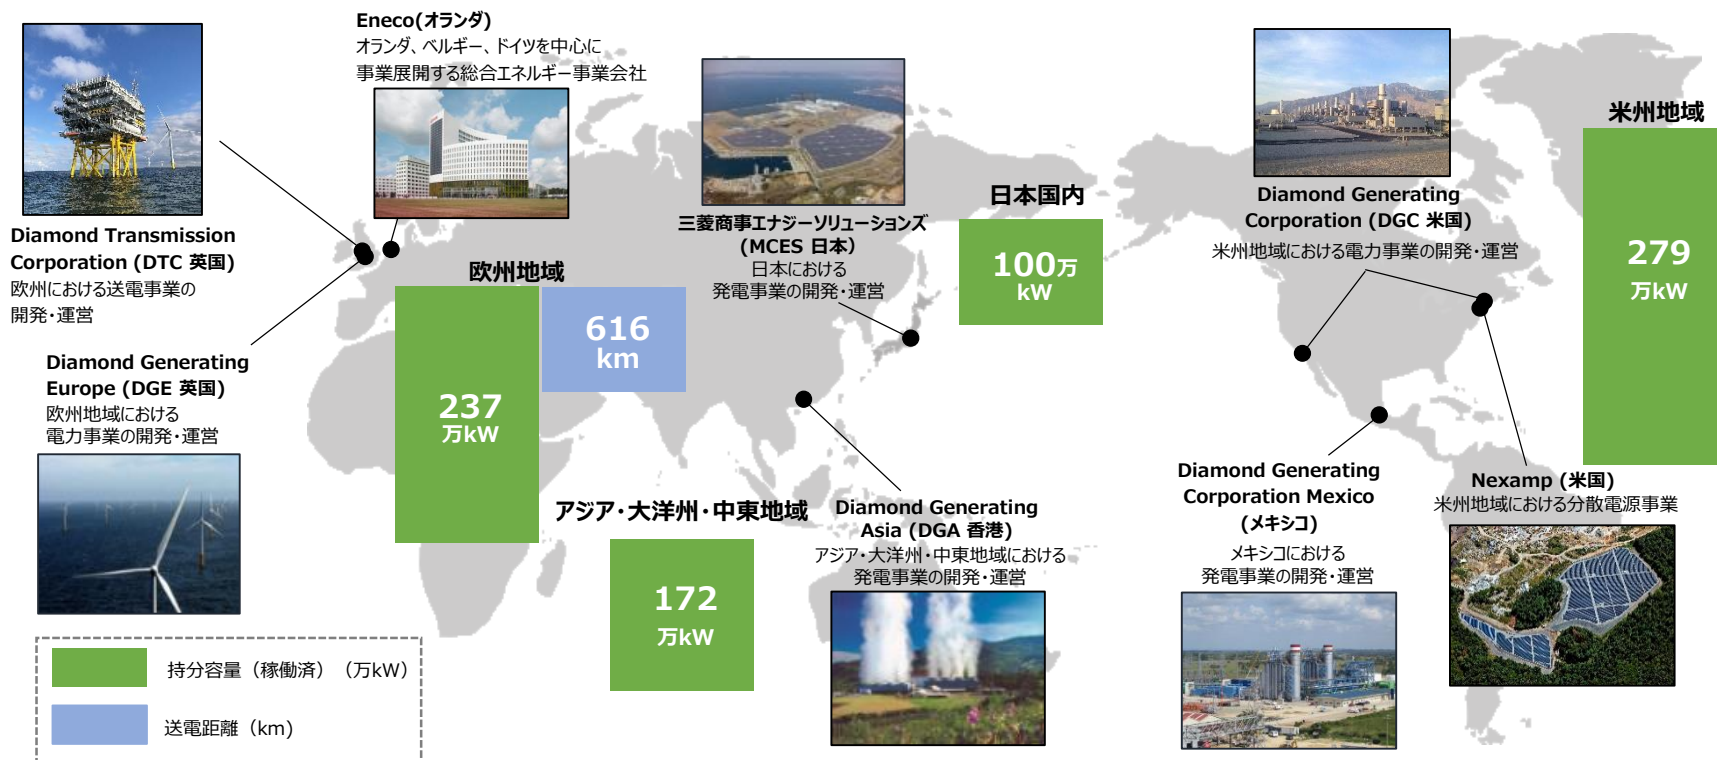 Eneco(オランダ)
オランダ、ベルギー、ドイツを中心に
事業展開する総合エネルギー事業会社
Diamond Transmission
Corporation (DTC 英国)
欧州における送電事業の
開発・運営
Diamond Generating
Europe (DGE 英国)
欧州地域における
電力事業の開発・運営
欧州地域
237
万kW
616
km
三菱商事エナジーソリューションズ
(MCES 日本)
日本における
発電事業の開発・運営
日本国内
100万
kW
アジア・大洋州・中東地域
172
万kW
Diamond Generating
Asia (DGA 香港)
アジア・大洋州・中東地域における
発電事業の開発・運営
Diamond Generating
Corporation (DGC 米国)
米州地域における電力事業の開発・運営
米州地域
279
万kW
Diamond Generating
Corporation Mexico
(メキシコ)
メキシコにおける
発電事業の開発・運営
Nexamp (米国)
米州地域における分散電源事業
持分容量（稼働済）（万kW）
送電距離（km）